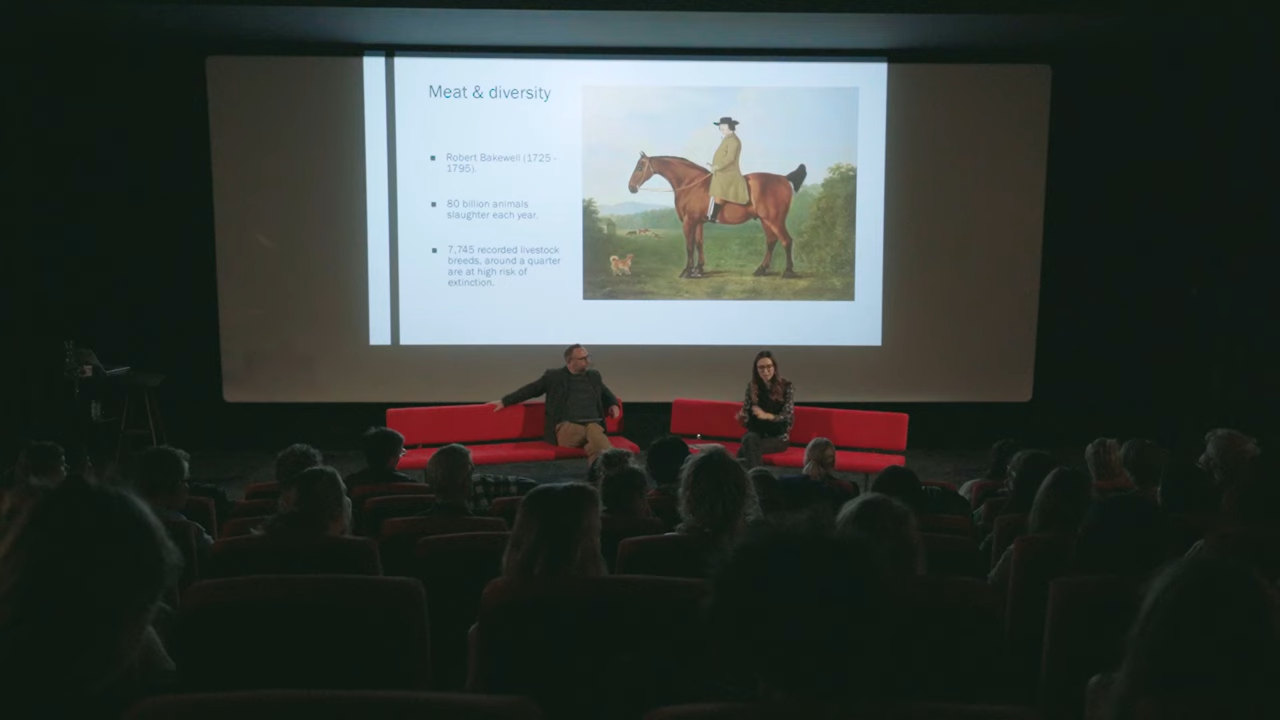 Meat & diversity
Robert Bakewell (1725 -
1795).
80 billion animals
slaughter each year.
7,745 recorded livestock
breeds, around a quarter
are at high risk of
extinction.